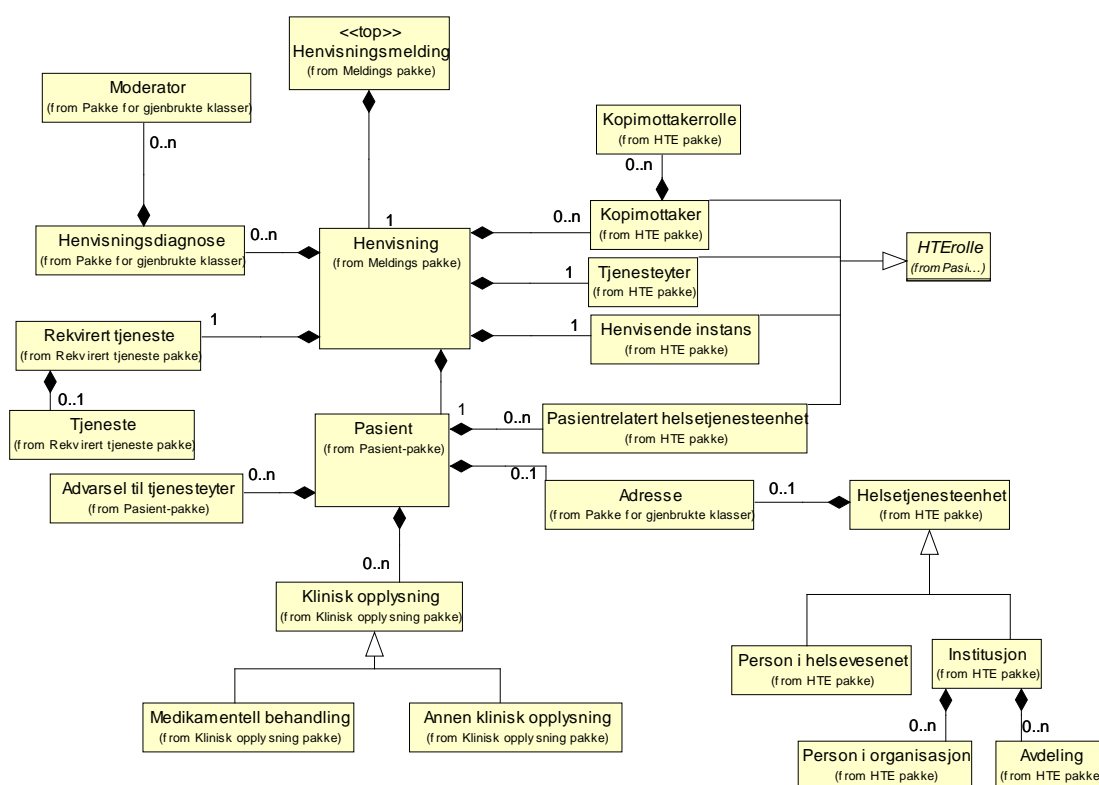 <<top>>
Henvisningsmelding
(from Meldings pakke)
Moderator
(from Pakke for gjenbrukte klasser)
0..n
Kopimottakerrolle
(from HTE pakke)
0..n
1
Henvisningsdiagnose
(from Pakke for gjenbrukte klasser)
0..n
Henvisning
(from Meldings pakke)
0..n
Kopimottaker
(from HTE pakke)
HTErolle
(from Pasi...)
1
Tjenesteyter
(from HTE pakke)
1
Henvisende instans
(from HTE pakke)
Rekvirert tjeneste
(from Rekvirert tjeneste pakke)
1
0..1
Tjeneste
(from Rekvirert tjeneste pakke)
1
Pasient
(from Pasient-pakke)
0..n
Pasientrelatert helsetjenesteenhet
(from HTE pakke)
Advarsel til tjenesteyter
(from Pasient-pakke)
0..n
0..1
Adresse
(from Pakke for gjenbrukte klasser)
0..1
Helsetjenesteenhet
(from HTE pakke)
0..n
Klinisk opplysning
(from Klinisk opplysning pakke)
Person i helsevesenet
(from HTE pakke)
Institusjon
(from HTE pakke)
Medikamentell behandling
(from Klinisk opplysning pakke)
Annen klinisk opplysning
(from Klinisk opplysning pakke)
0..n
0..n
Person i organisasjon
(from HTE pakke)
Avdeling
(from HTE pakke)